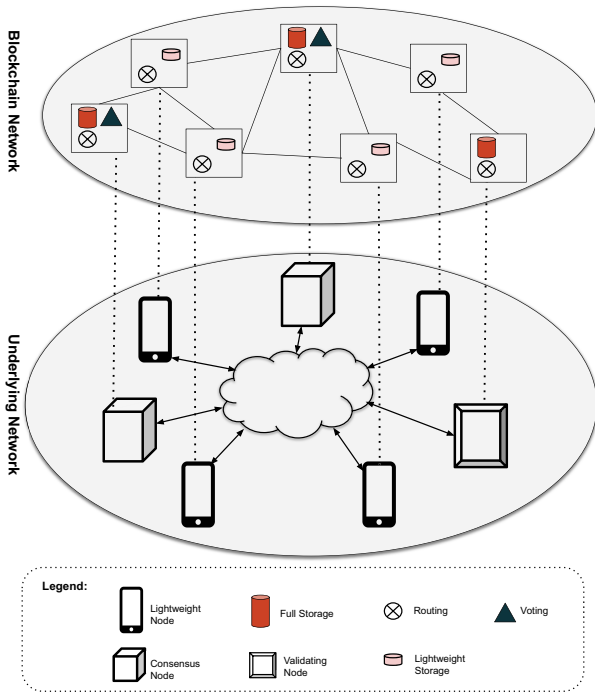 Blockchain Network
Underlying Network
Legend:
Lightweight
Node
Full Storage
Routing
Voting
Consensus
Node
Validating
Node
Lightweight
Storage